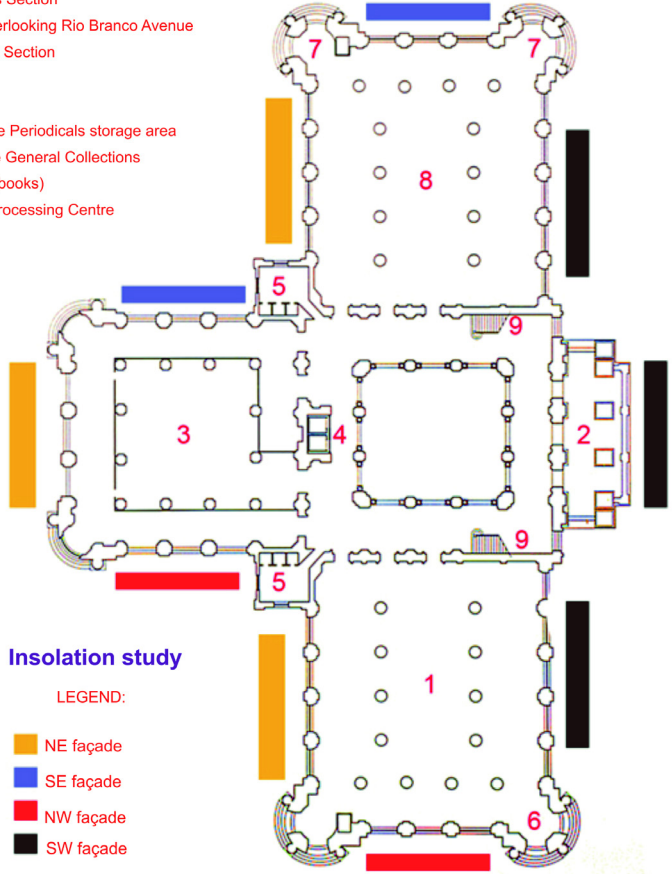 Section
erlooking Rio Branco Avenue
Section
e Periodicals storage area
General Collections
books)
rocessing Centre
7
7
8
5
9
3
4
2
9
5
1
6
Insolation study
LEGEND:
NE façade
SE façade
NW façade
SW façade